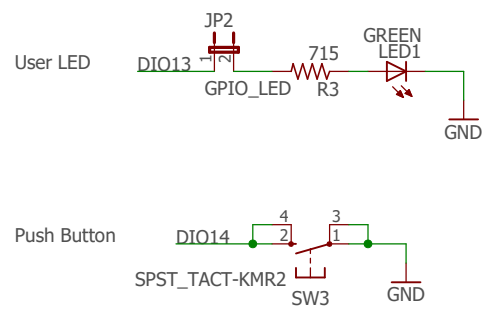 JP2
GREEN
LED1
User LED
DIO13
1
2
715
GPIO_LED
R3
GND
4
3
Push Button
DIO14
2
1
SPST_TACT-KMR2
SW3
GND